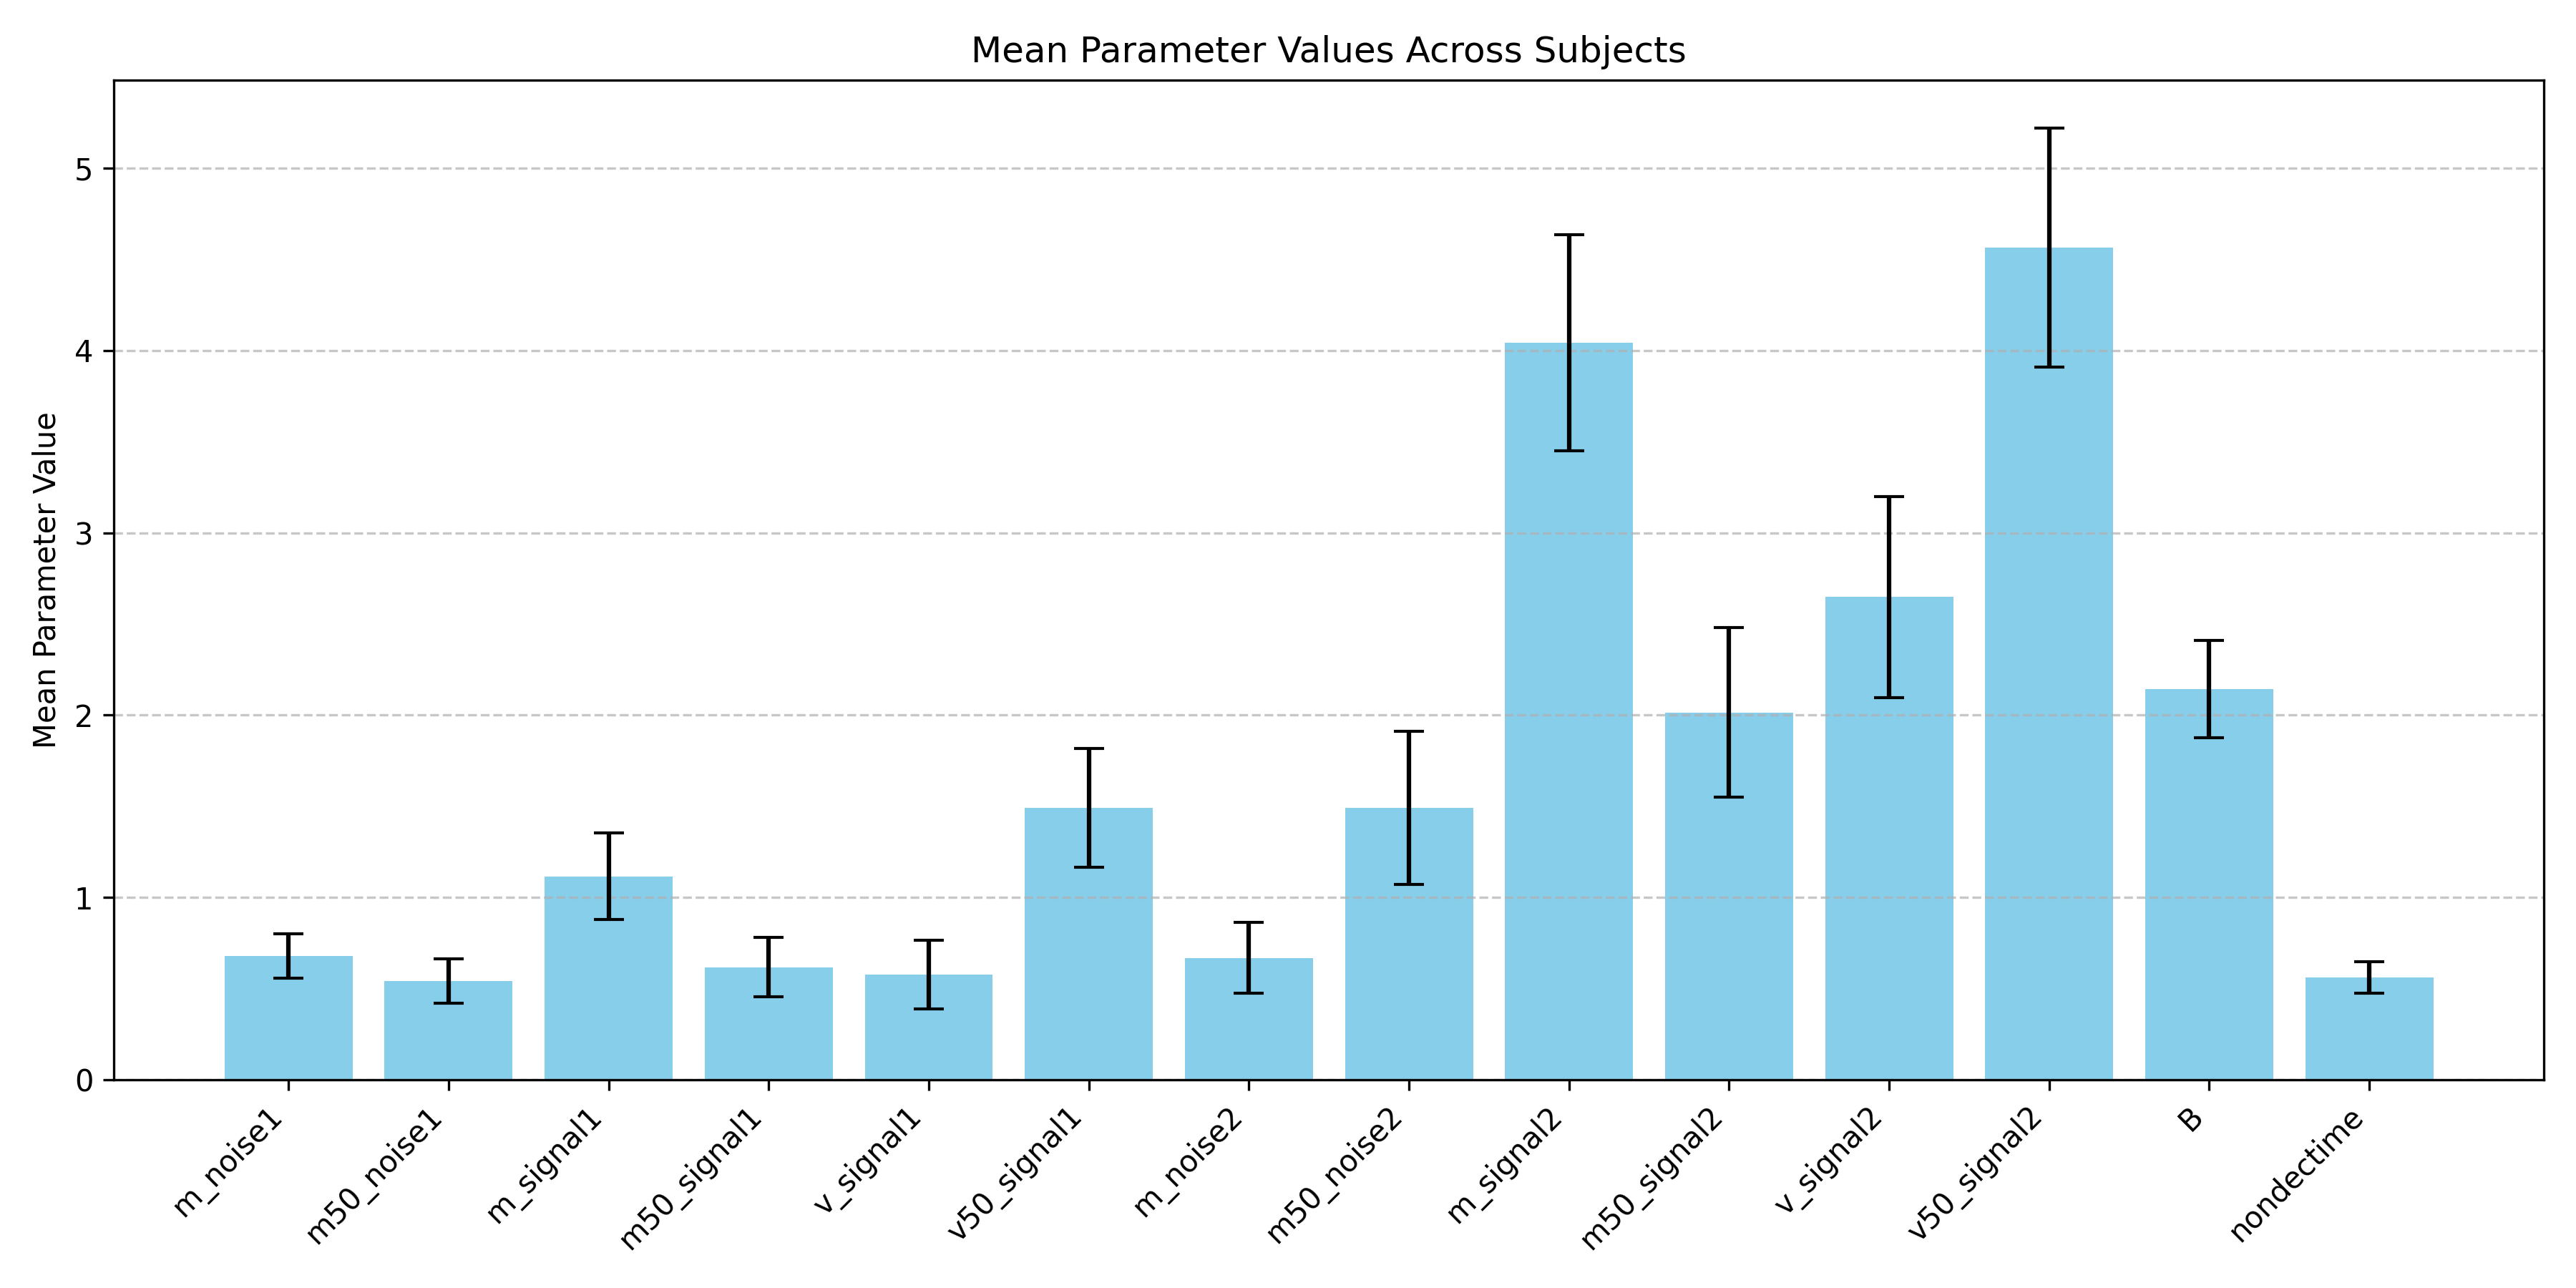 Mean Parameter Values Across Subjects
Mean Parameter Value
5
4
3
2
1
0
m_noise1
m50_noise1
m_signal1
m50_signal1
v_signal1
v50_signal1
m_noise2
m50_noise2
m_signal2
m50_signal2
v_signal2
v50_signal2
B
nondectime